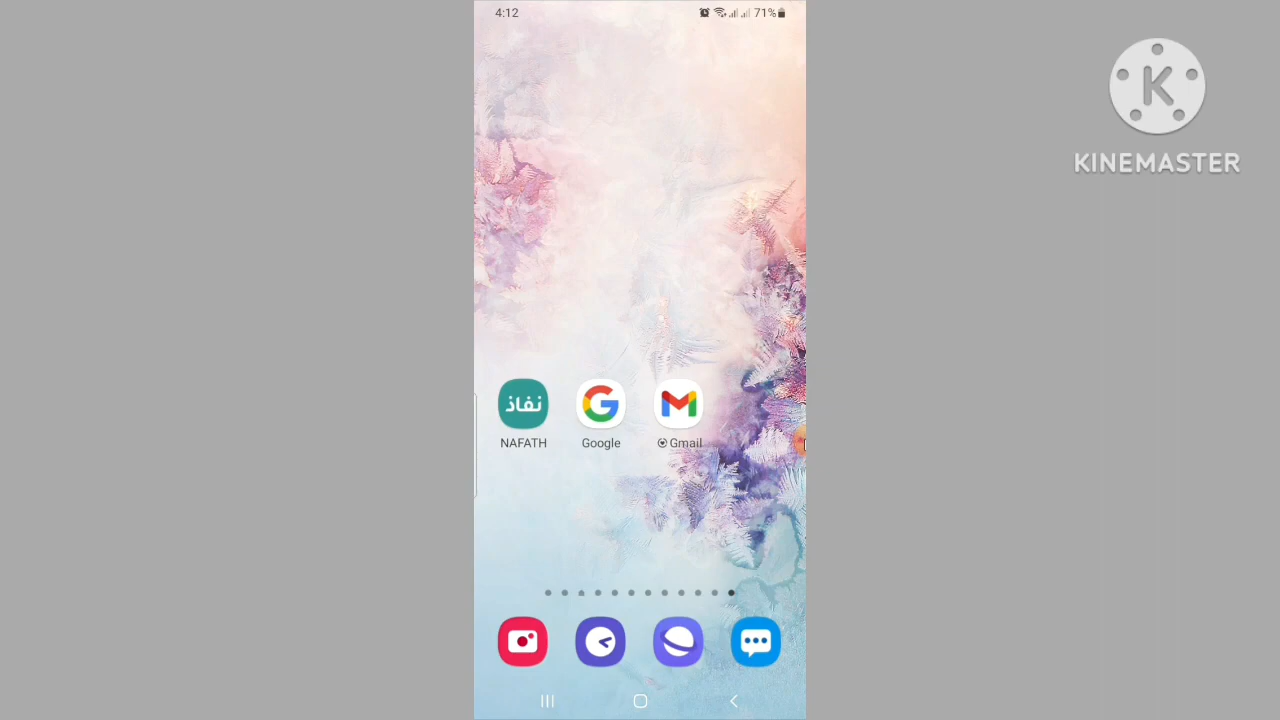 4:12
71%
K
KINEMASTER
نفاذ
NAFATH
Google
Gmail